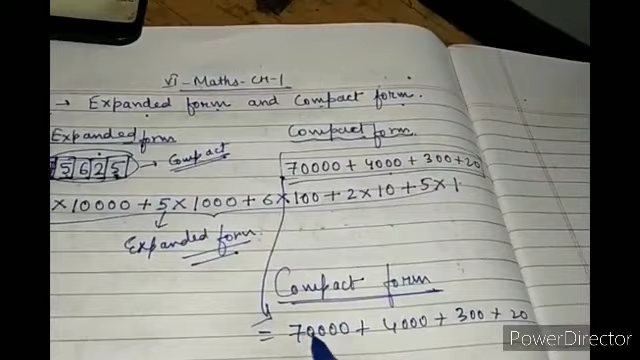 VI - Maths - CH-1
→ Expanded form and Compact form.
Expanded form
Compact form
5625 → Compact
70000 + 4000 + 300 + 20
×10000 + 5 × 1000 + 6 × 100 + 2 × 10 + 5 × 1
Expanded form
Compact form
= 70000 + 4000 + 300 + 20
PowerDirector